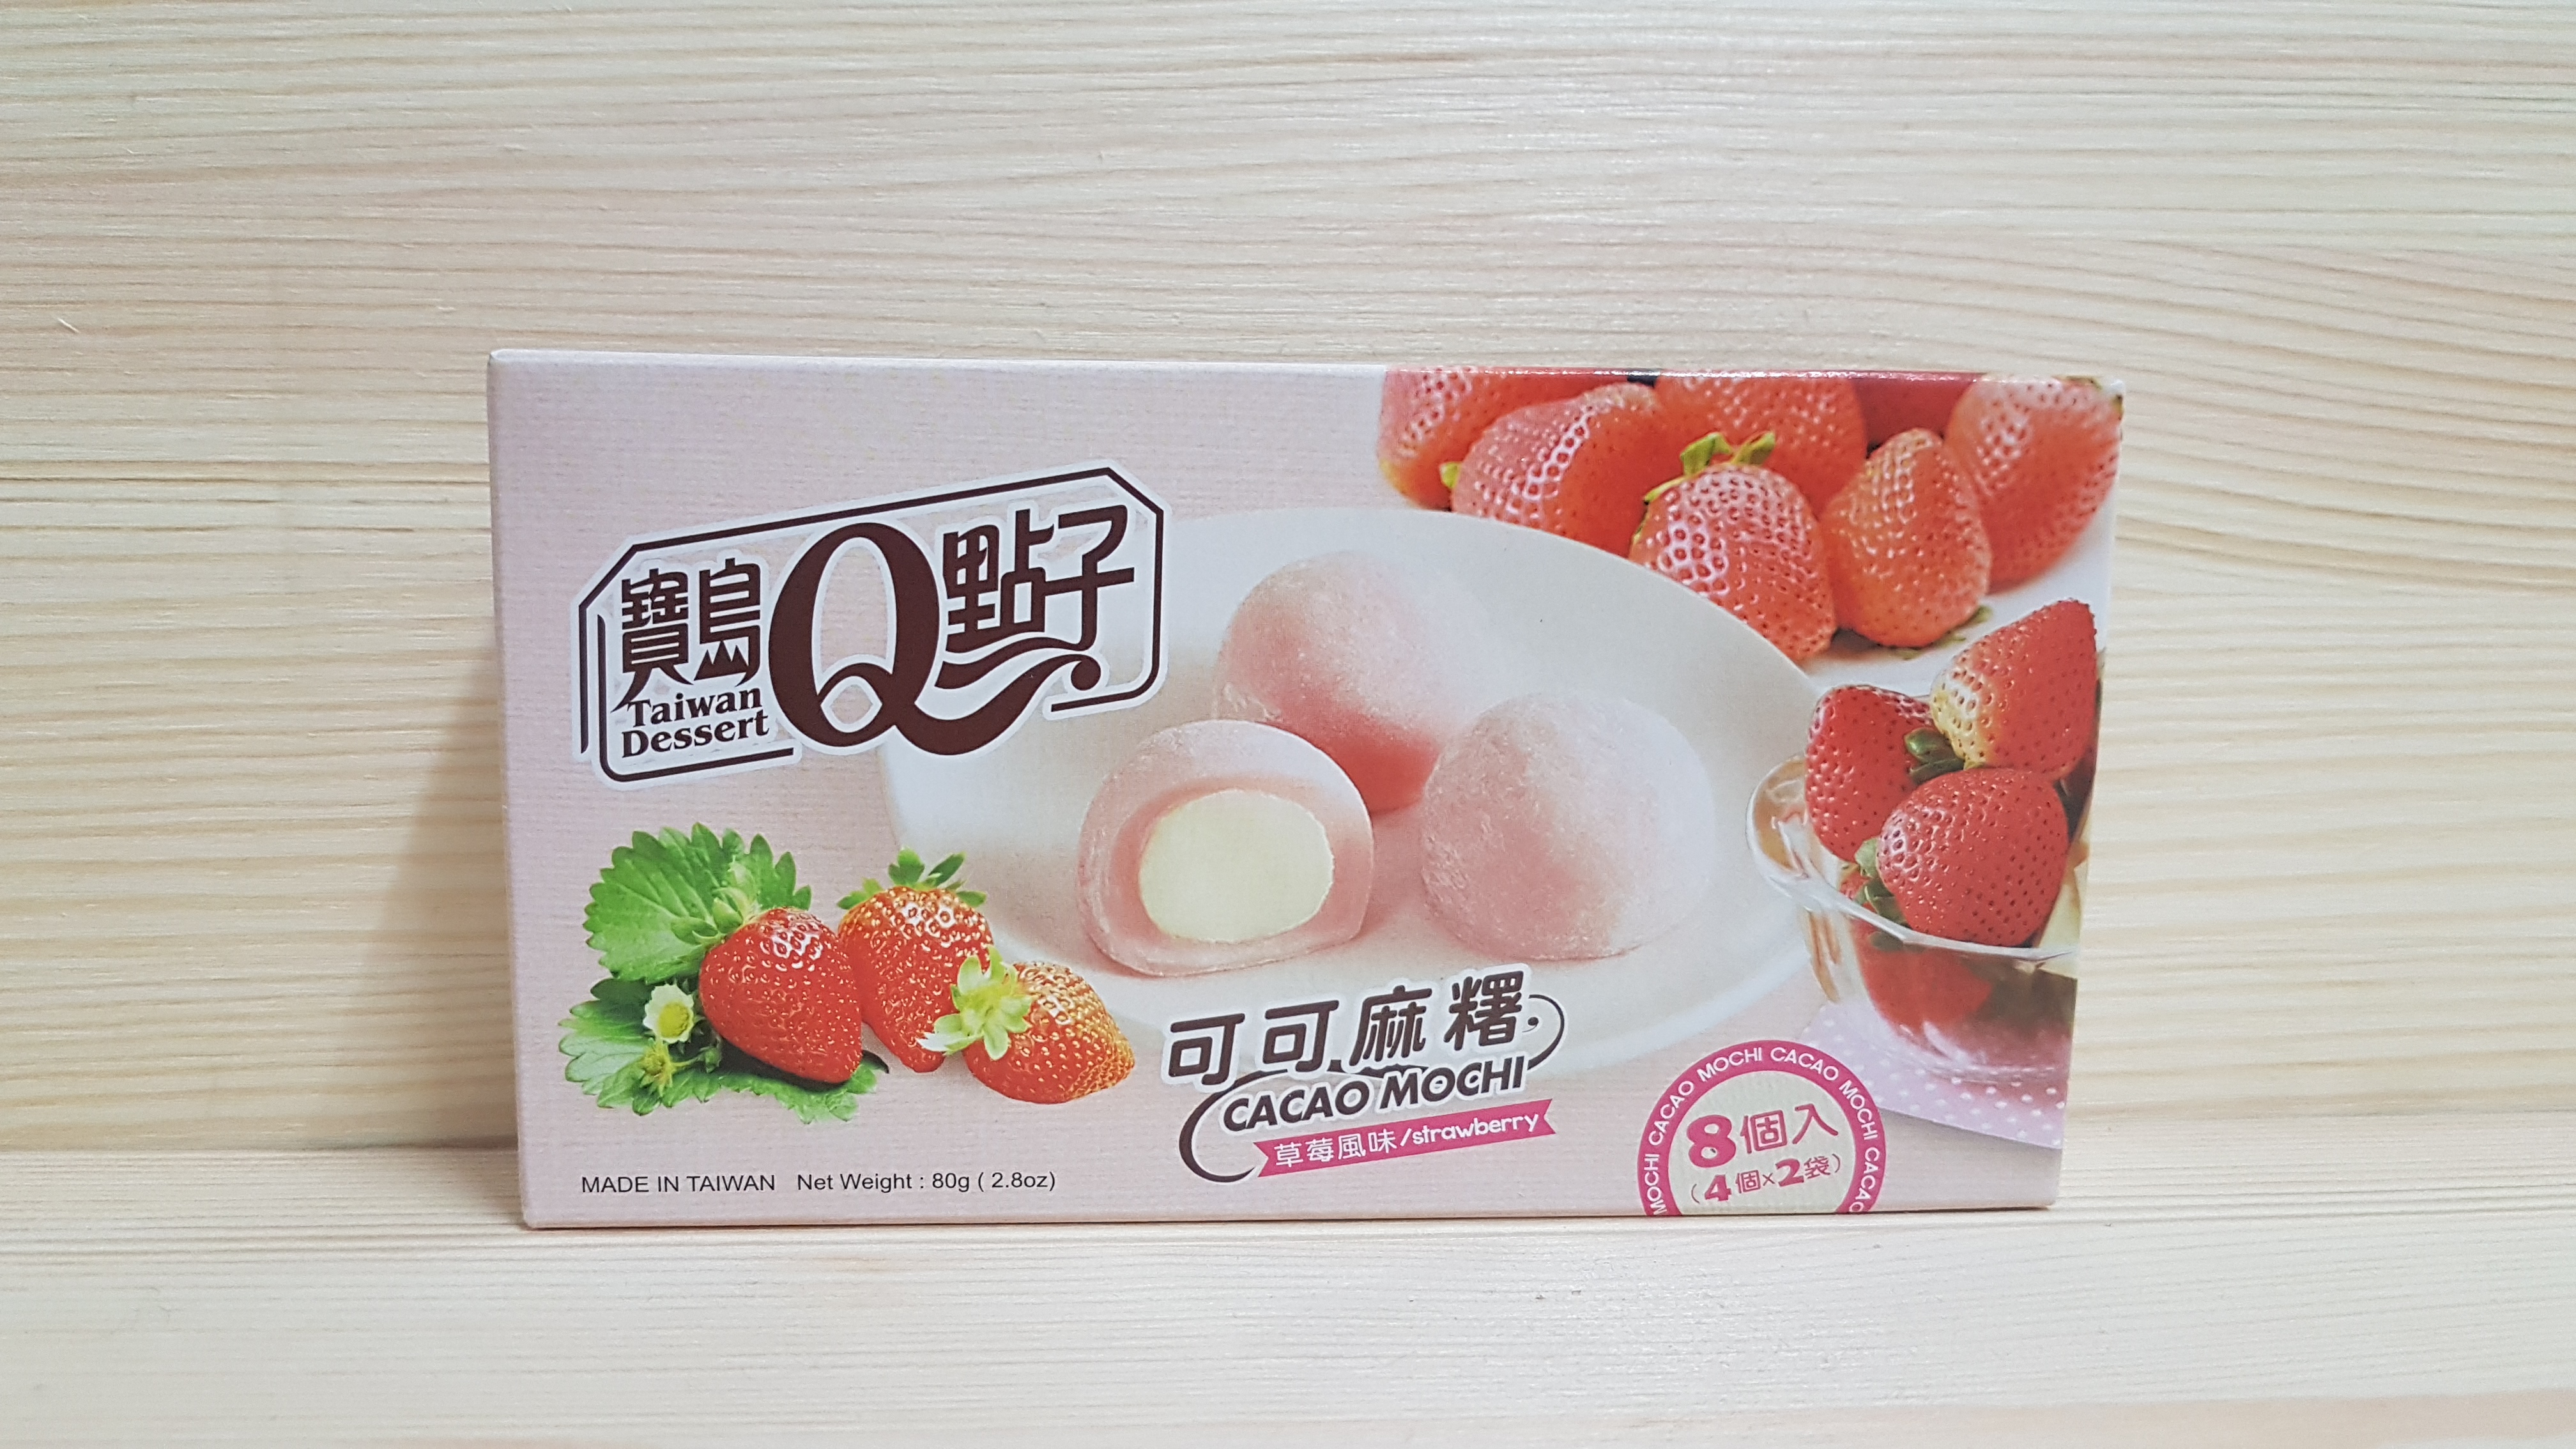 寶島Q點子
Taiwan
Dessert
可可麻糬
CACAO MOCHI
草莓風味/strawberry
MADE IN TAIWAN Net Weight : 80g ( 2.8oz)
MOCHI CACAO MOCHI CACAO MOCHI CACAO
8個入
(4個×2袋)